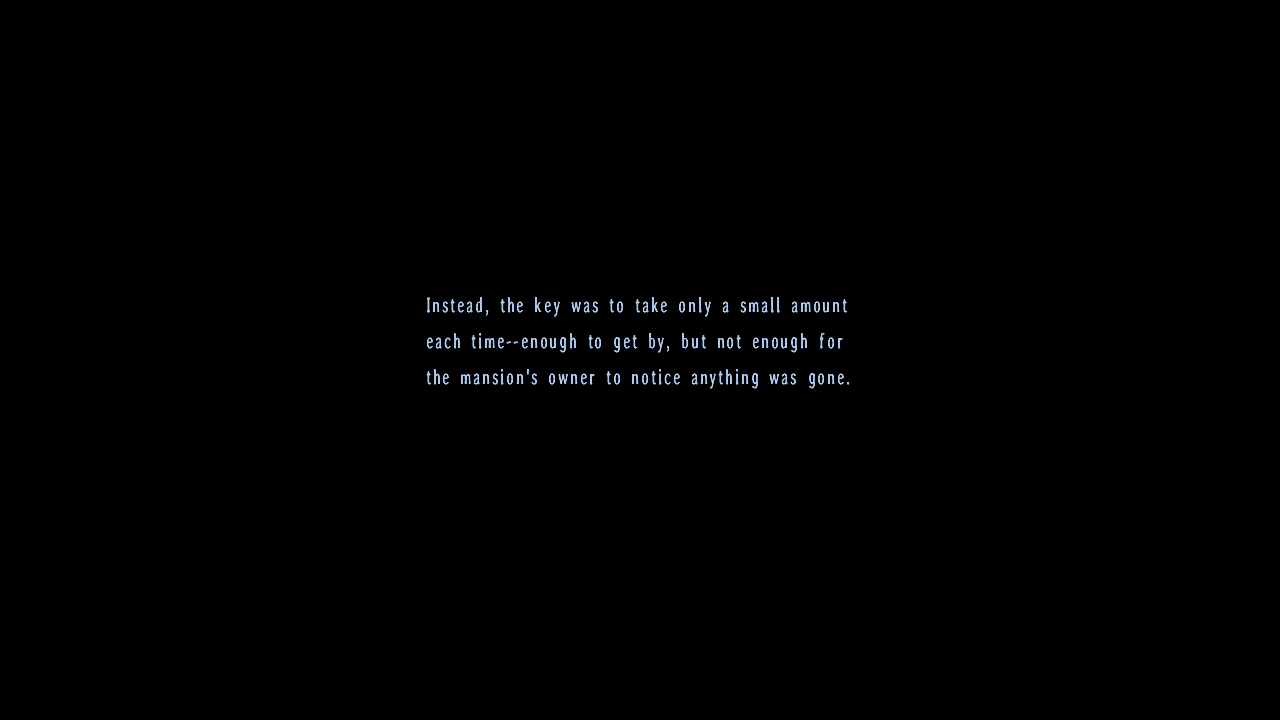 Instead, the key was to take only a small amount
each time--enough to get by, but not enough for
the mansion's owner to notice anything was gone.